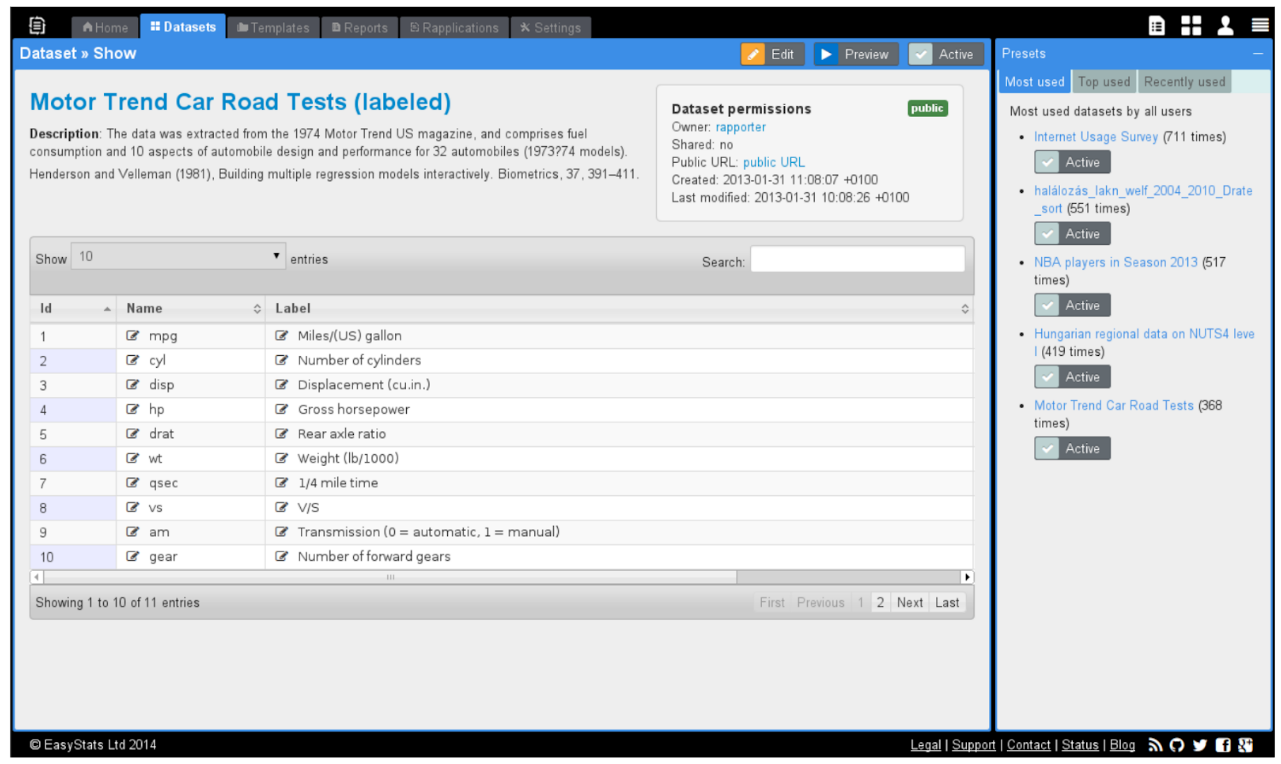 Home Datasets Templates Reports Rapplications Settings
Dataset » Show
Edit Preview Active
Motor Trend Car Road Tests (labeled)
Description: The data was extracted from the 1974 Motor Trend US magazine, and comprises fuel
consumption and 10 aspects of automobile design and performance for 32 automobiles (1973?74 models).
Henderson and Velleman (1981), Building multiple regression models interactively. Biometrics, 37, 391–411.
Dataset permissions public
Owner: rapporter
Shared: no
Public URL: public URL
Created: 2013-01-31 11:08:07 +0100
Last modified: 2013-01-31 10:08:26 +0100
Show 10 entries Search:
Id Name Label
1 mpg Miles/(US) gallon
2 cyl Number of cylinders
3 disp Displacement (cu.in.)
4 hp Gross horsepower
5 drat Rear axle ratio
6 wt Weight (lb/1000)
7 qsec 1/4 mile time
8 vs V/S
9 am Transmission (0 = automatic, 1 = manual)
10 gear Number of forward gears
Showing 1 to 10 of 11 entries First Previous 1 2 Next Last
Presets
Most used Top used Recently used
Most used datasets by all users
Internet Usage Survey (711 times)
Active
halálozás_lakn_welf_2004_2010_Drate
_sort (551 times)
Active
NBA players in Season 2013 (517
times)
Active
Hungarian regional data on NUTS4 leve
l (419 times)
Active
Motor Trend Car Road Tests (368
times)
Active
© EasyStats Ltd 2014 Legal | Support | Contact | Status | Blog